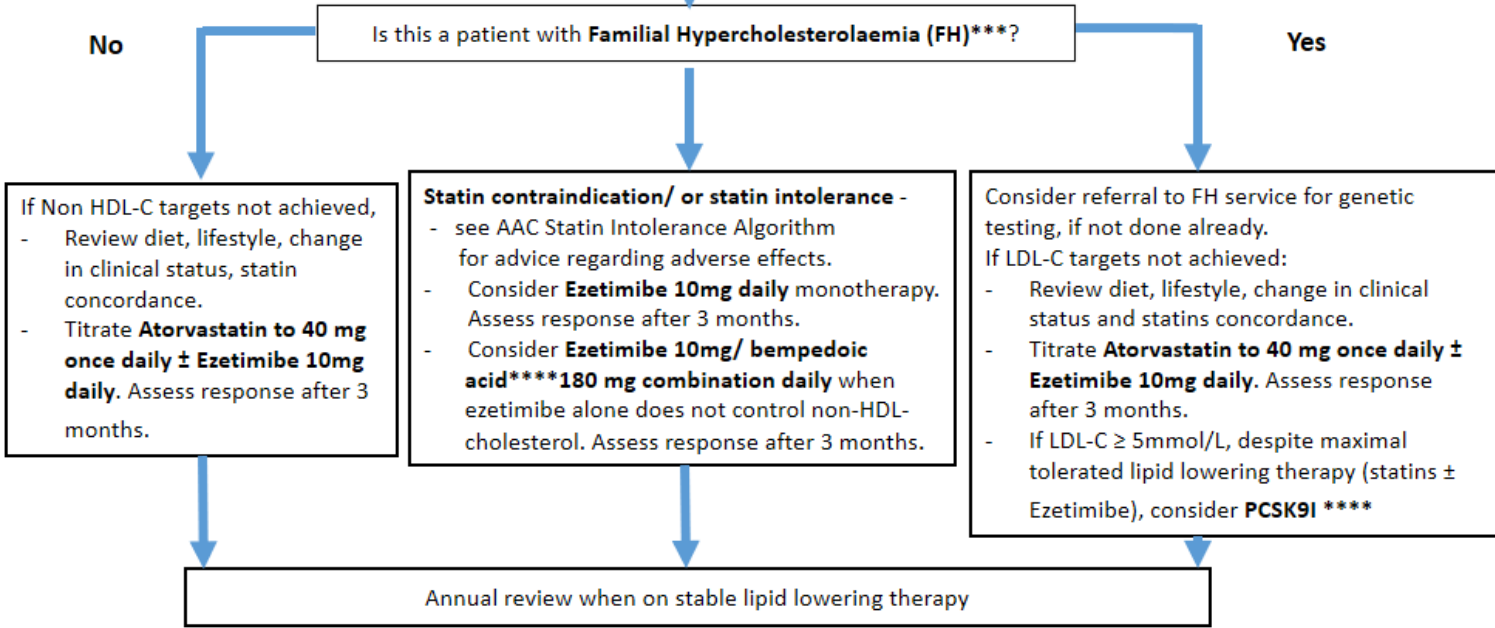 Is this a patient with Familial Hypercholesterolaemia (FH)***?
No
Yes
If Non HDL-C targets not achieved,
- Review diet, lifestyle, change
in clinical status, statin
concordance.
- Titrate Atorvastatin to 40 mg
once daily ± Ezetimibe 10mg
daily. Assess response after 3
months.
Statin contraindication/ or statin intolerance -
- see AAC Statin Intolerance Algorithm
for advice regarding adverse effects.
- Consider Ezetimibe 10mg daily monotherapy.
Assess response after 3 months.
- Consider Ezetimibe 10mg/ bempedoic
acid****180 mg combination daily when
ezetimibe alone does not control non-HDL-
cholesterol. Assess response after 3 months.
Consider referral to FH service for genetic
testing, if not done already.
If LDL-C targets not achieved:
- Review diet, lifestyle, change in clinical
status and statins concordance.
- Titrate Atorvastatin to 40 mg once daily ±
Ezetimibe 10mg daily. Assess response
after 3 months.
- If LDL-C ≥ 5mmol/L, despite maximal
tolerated lipid lowering therapy (statins ±
Ezetimibe), consider PCSK9I ****
Annual review when on stable lipid lowering therapy